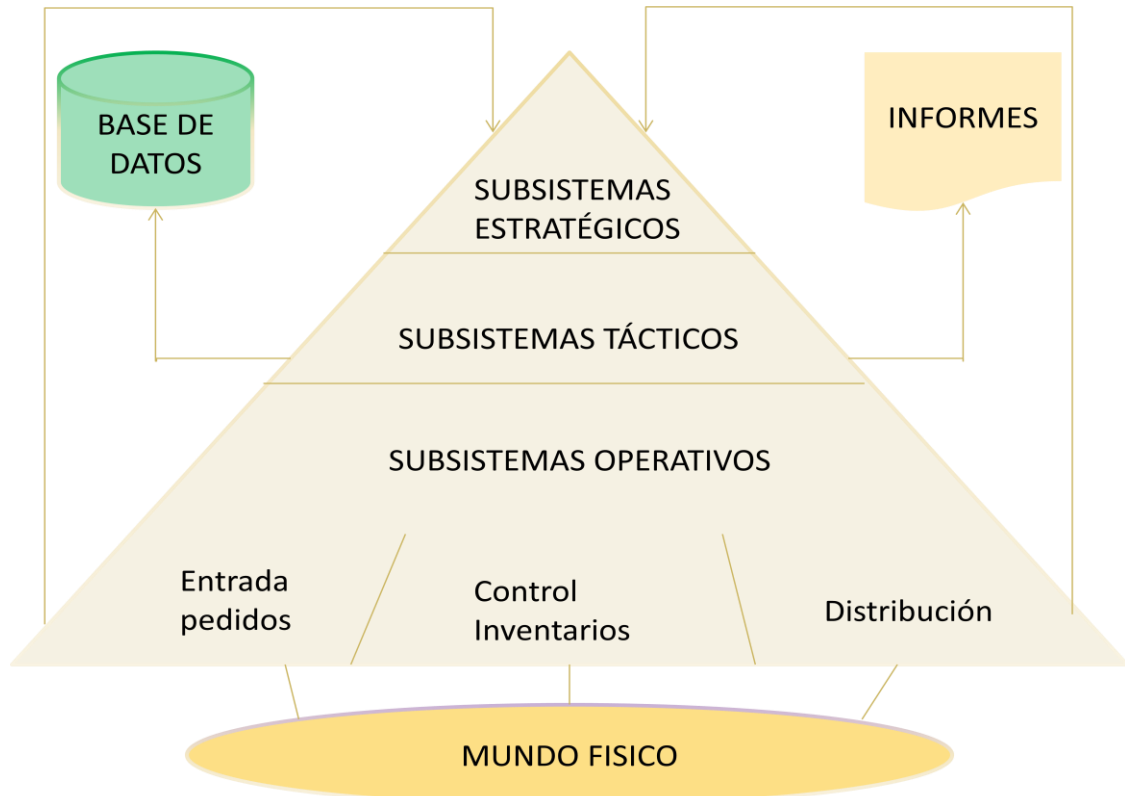 BASE DE
DATOS
INFORMES
SUBSISTEMAS
ESTRATÉGICOS
SUBSISTEMAS TÁCTICOS
SUBSISTEMAS OPERATIVOS
Entrada
pedidos
Control
Inventarios
Distribución
MUNDO FISICO